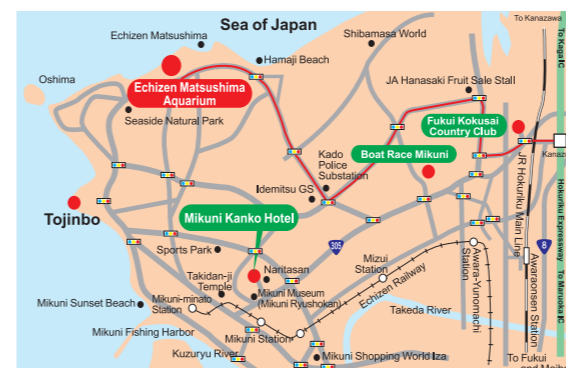 To Kanazawa
Sea of Japan
Shibamasa World
Echizen Matsushima
To Kaga IC
Hamaji Beach
Oshima
Echizen Matsushima
Aquarium
JA Hanasaki Fruit Sale Stall
Seaside Natural Park
Fukui Kokusai
Country Club
Kado
Police
Substation
Boat Race Mikuni
Kanaz
JR Hokuriku Main Line
Idemitsu GS
Hokuriku Expressway
Tojinbo
Mikuni Kanko Hotel
305
8
Sports Park
Mizui
Station
Awara-Yunomachi
Station
Awaraonsen Station
Echizen Railway
Naritasan
Takidan-ji
Temple
Mikuni Museum
(Mikuni Ryushokan)
To Maruoka IC
Mikuni Sunset Beach
Mikuni-minato
Station
Takeda River
Mikuni Fishing Harbor
Mikuni Station
Kuzuryu River
Mikuni Shopping World Iza
To Fukui